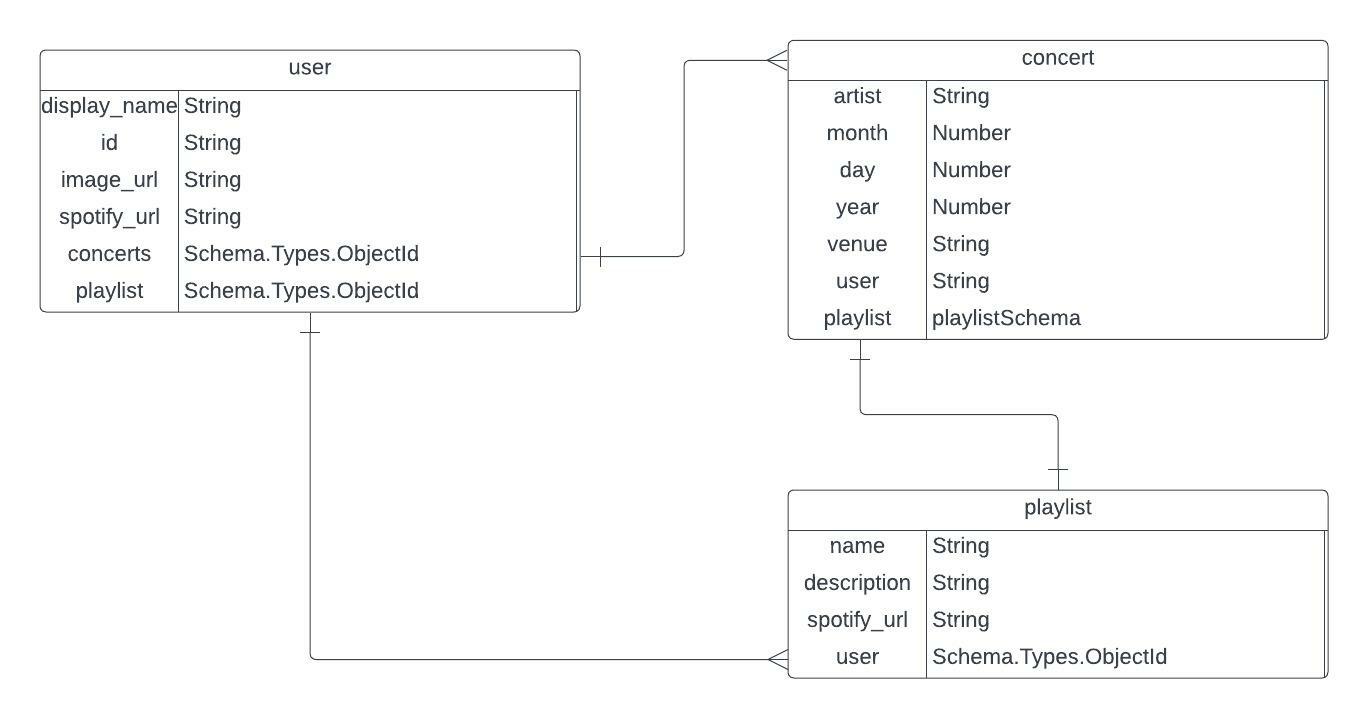 user
display_name String
id String
image_url String
spotify_url String
concerts Schema.Types.ObjectId
playlist Schema.Types.ObjectId
concert
artist String
month Number
day Number
year Number
venue String
user String
playlist playlistSchema
playlist
name String
description String
spotify_url String
user Schema.Types.ObjectId